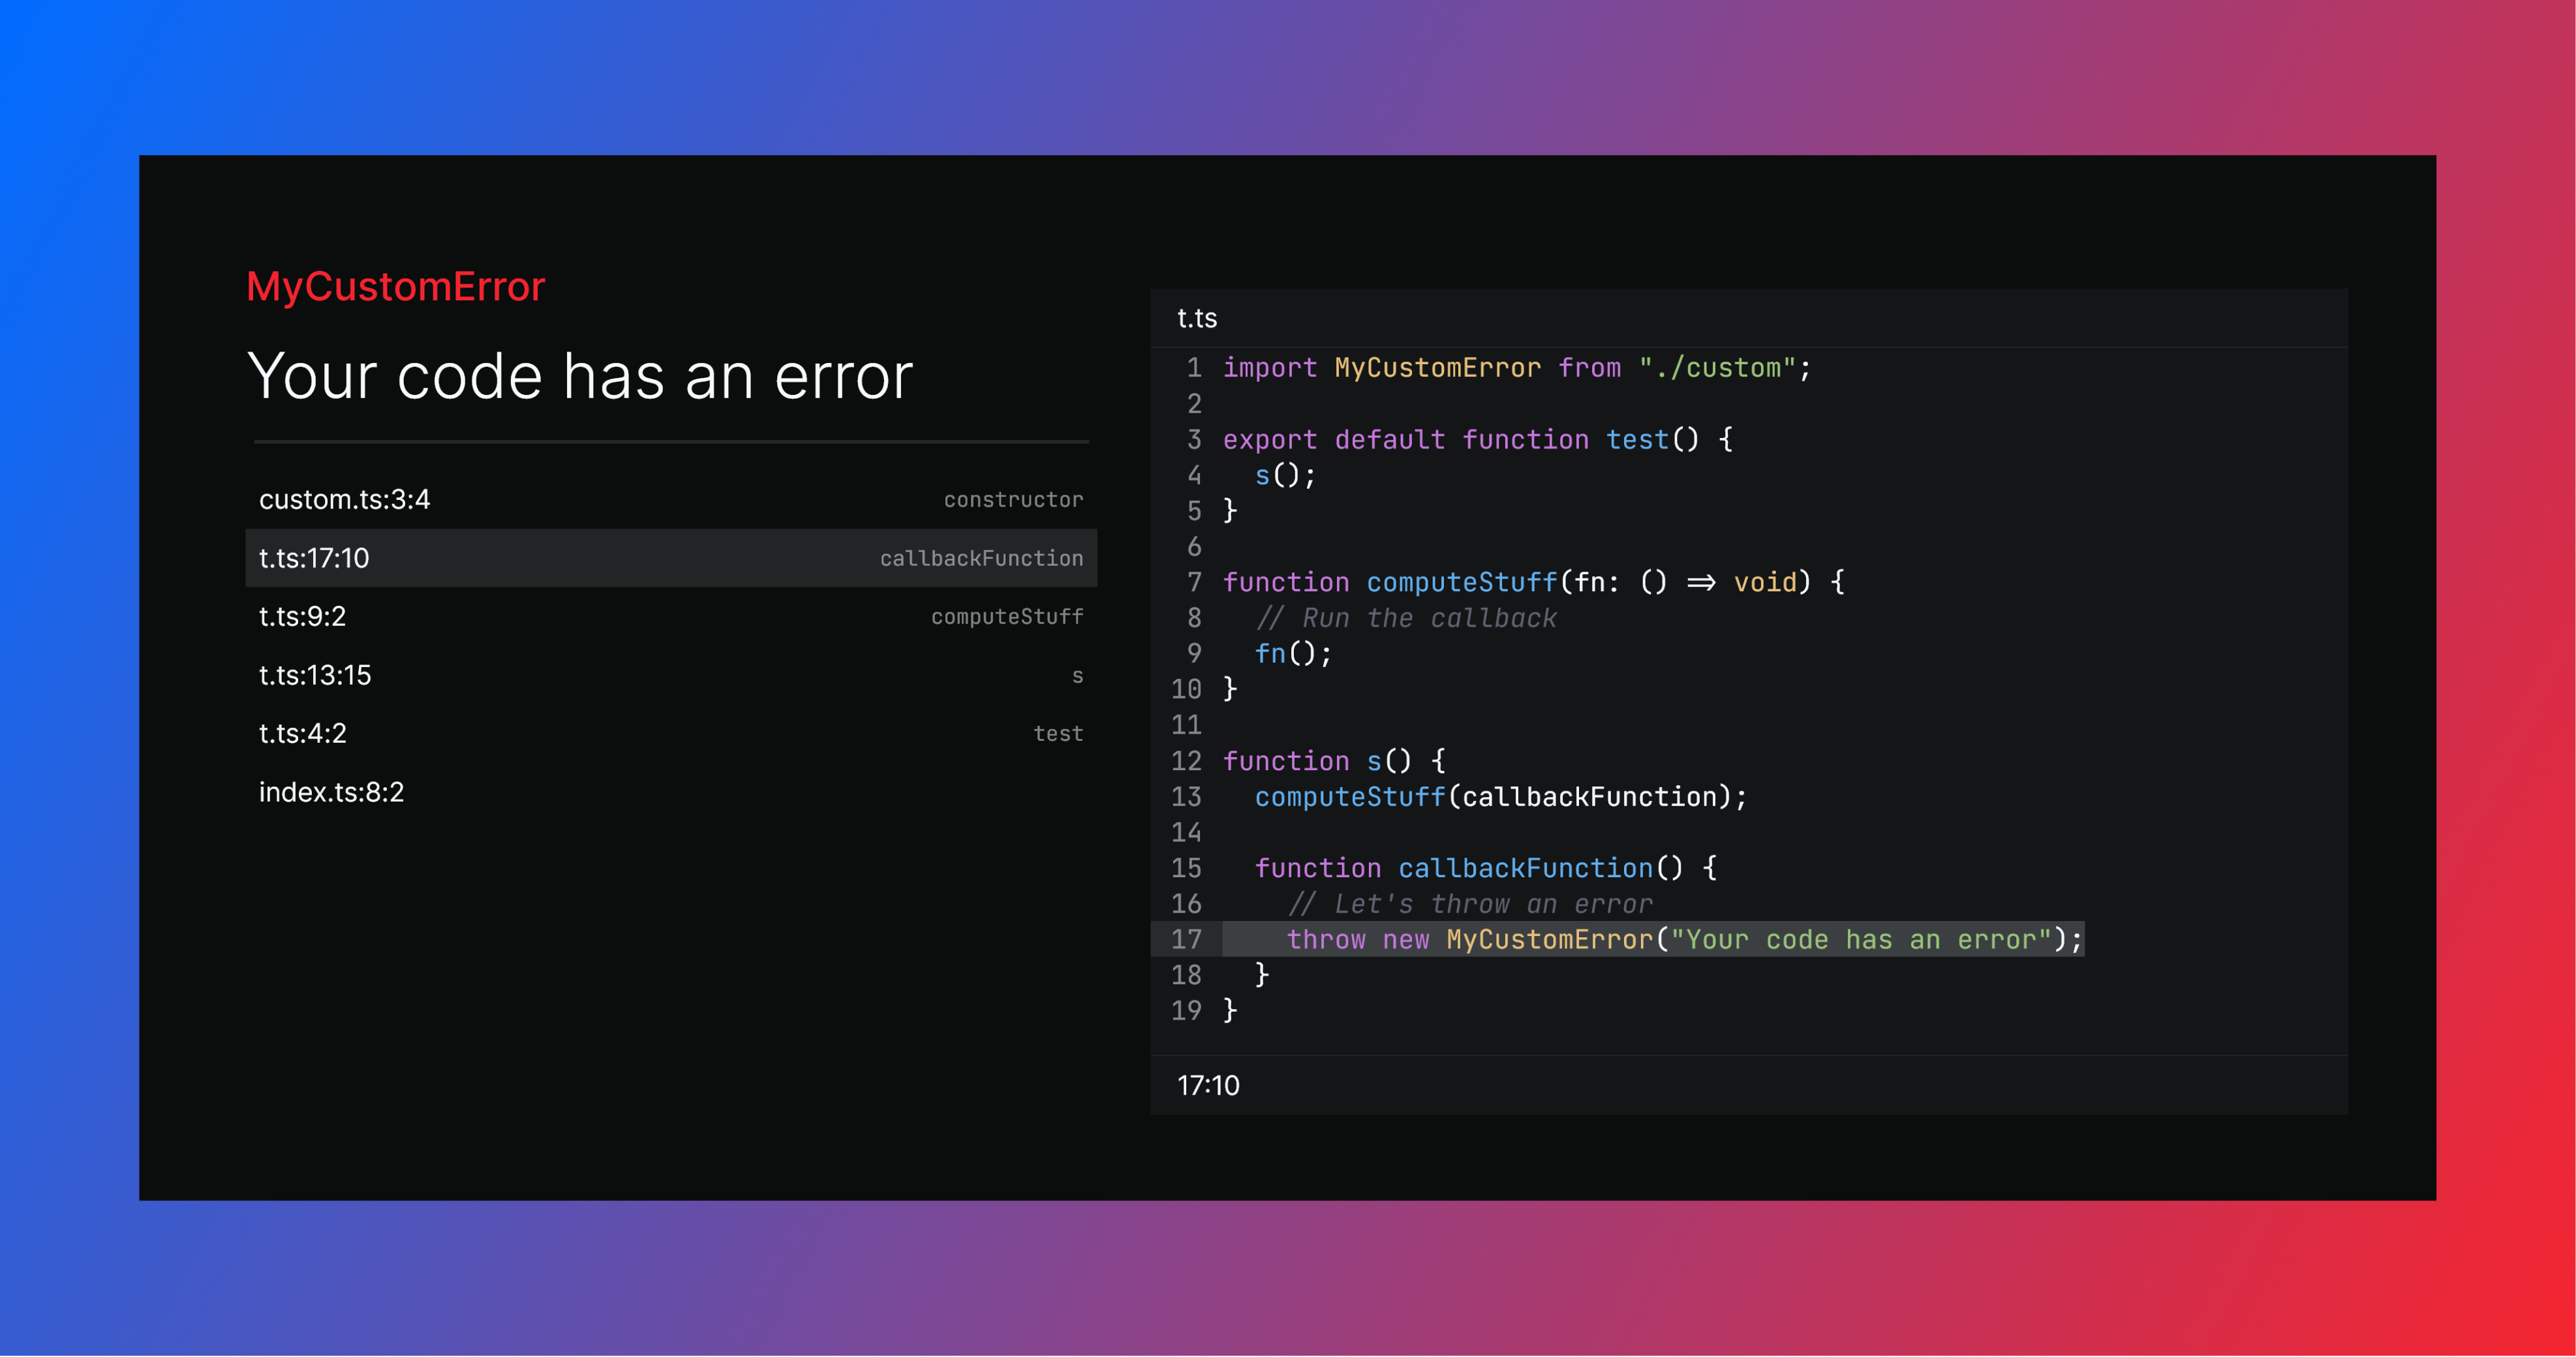 MyCustomError
Your code has an error
custom.ts:3:4 constructor
t.ts:17:10 callbackFunction
t.ts:9:2 computeStuff
t.ts:13:15 s
t.ts:4:2 test
index.ts:8:2
t.ts
1 import MyCustomError from "./custom";
2
3 export default function test() {
4   s();
5 }
6
7 function computeStuff(fn: () => void) {
8   // Run the callback
9   fn();
10 }
11
12 function s() {
13   computeStuff(callbackFunction);
14
15   function callbackFunction() {
16     // Let's throw an error
17     throw new MyCustomError("Your code has an error");
18   }
19 }
17:10